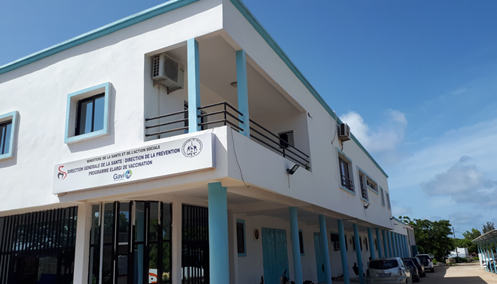 MINISTERE DE LA SANTE ET DE L'ACTION SOCIALE
DIRECTION GENERALE DE LA SANTE / DIRECTION DE LA PREVENTION
PROGRAMME ELARGI DE VACCINATION
Gavi